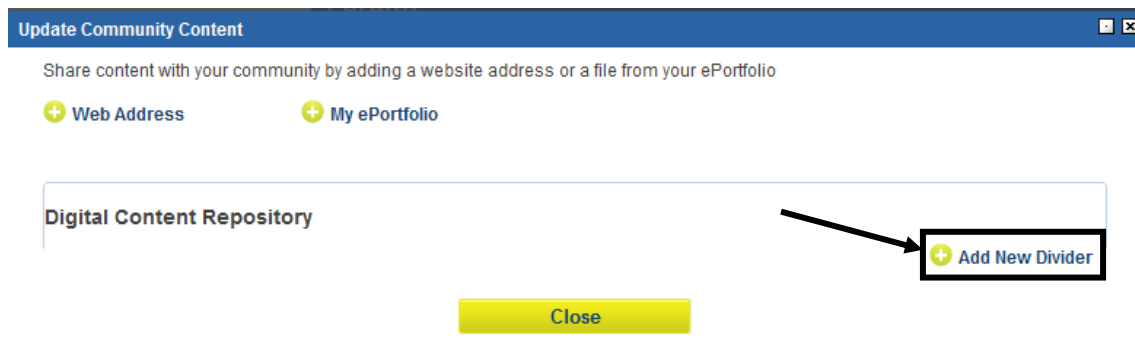 Update Community Content
Share content with your community by adding a website address or a file from your ePortfolio
Web Address My ePortfolio
Digital Content Repository
Add New Divider
Close